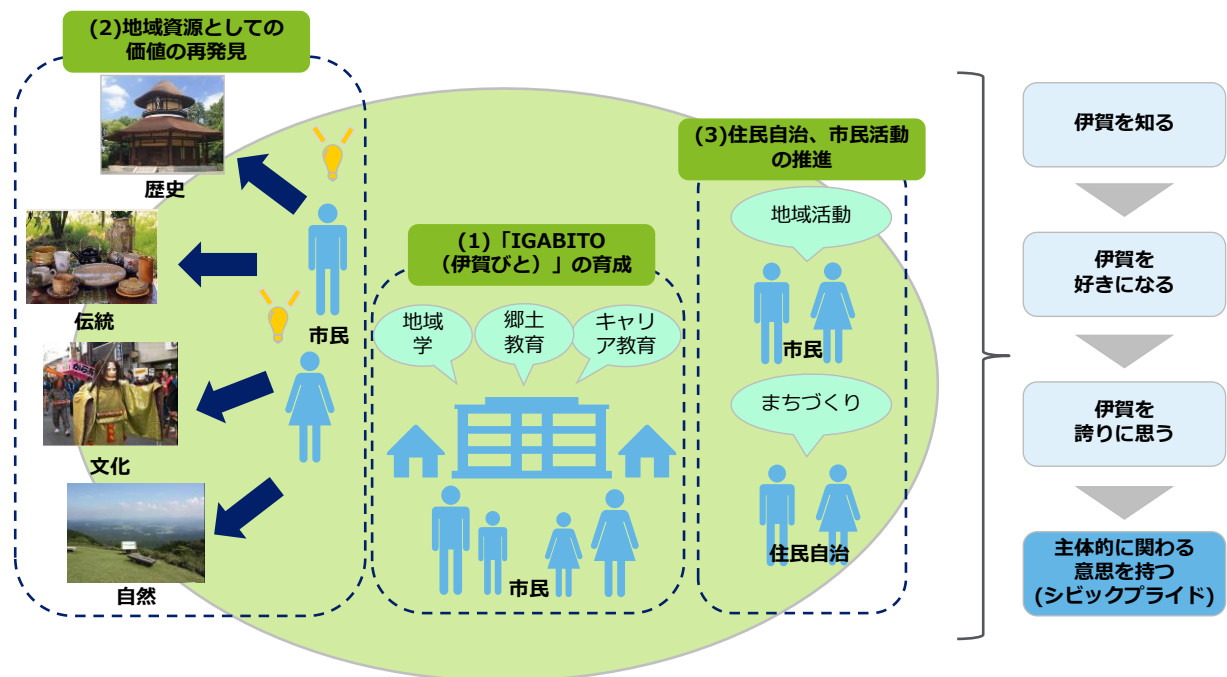 (2)地域資源としての
価値の再発見
歴史
伝統
文化
自然
市民
(1)「IGABITO
（伊賀びと）」の育成
地域
学
郷土
教育
キャリ
ア教育
市民
(3)住民自治、市民活動
の推進
地域活動
市民
まちづくり
住民自治
伊賀を知る
伊賀を
好きになる
伊賀を
誇りに思う
主体的に関わる
意思を持つ
(シビックプライド)